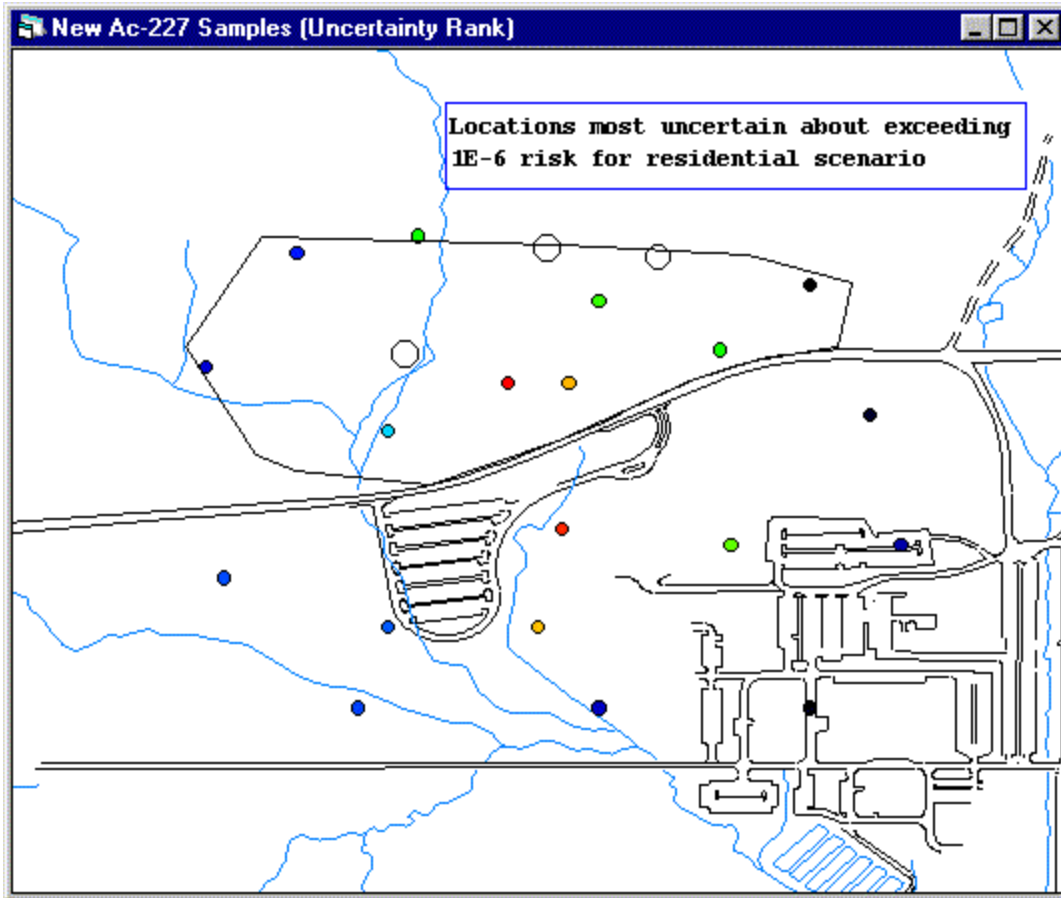 New Ac-227 Samples (Uncertainty Rank)
Locations most uncertain about exceeding
1E-6 risk for residential scenario